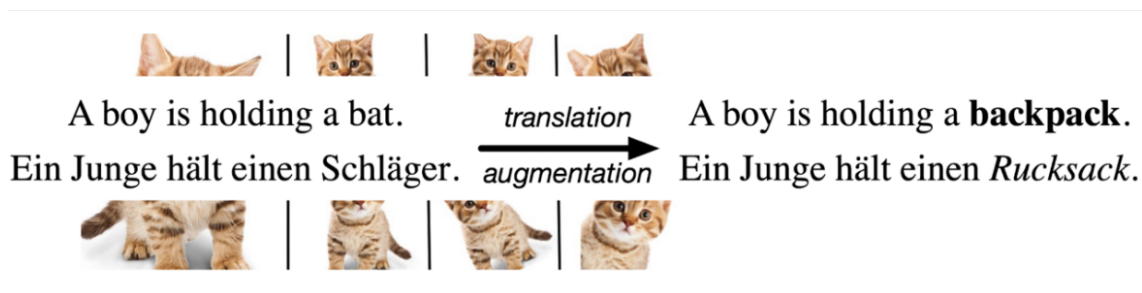 A boy is holding a bat.
Ein Junge hält einen Schläger.
translation
augmentation
A boy is holding a backpack.
Ein Junge hält einen Rucksack.